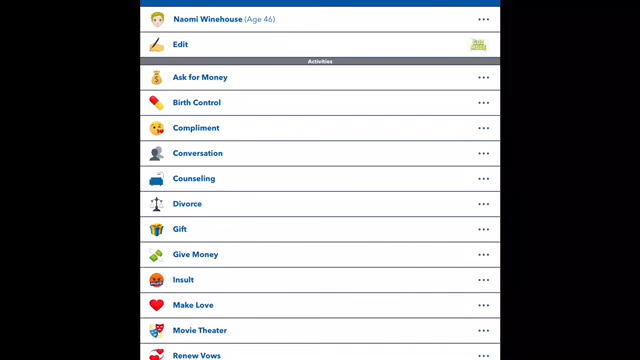 Naomi Winehouse (Age 46)
Edit
Activities
Ask for Money
Birth Control
Compliment
Conversation
Counseling
Divorce
Gift
Give Money
Insult
Make Love
Movie Theater
Renew Vows